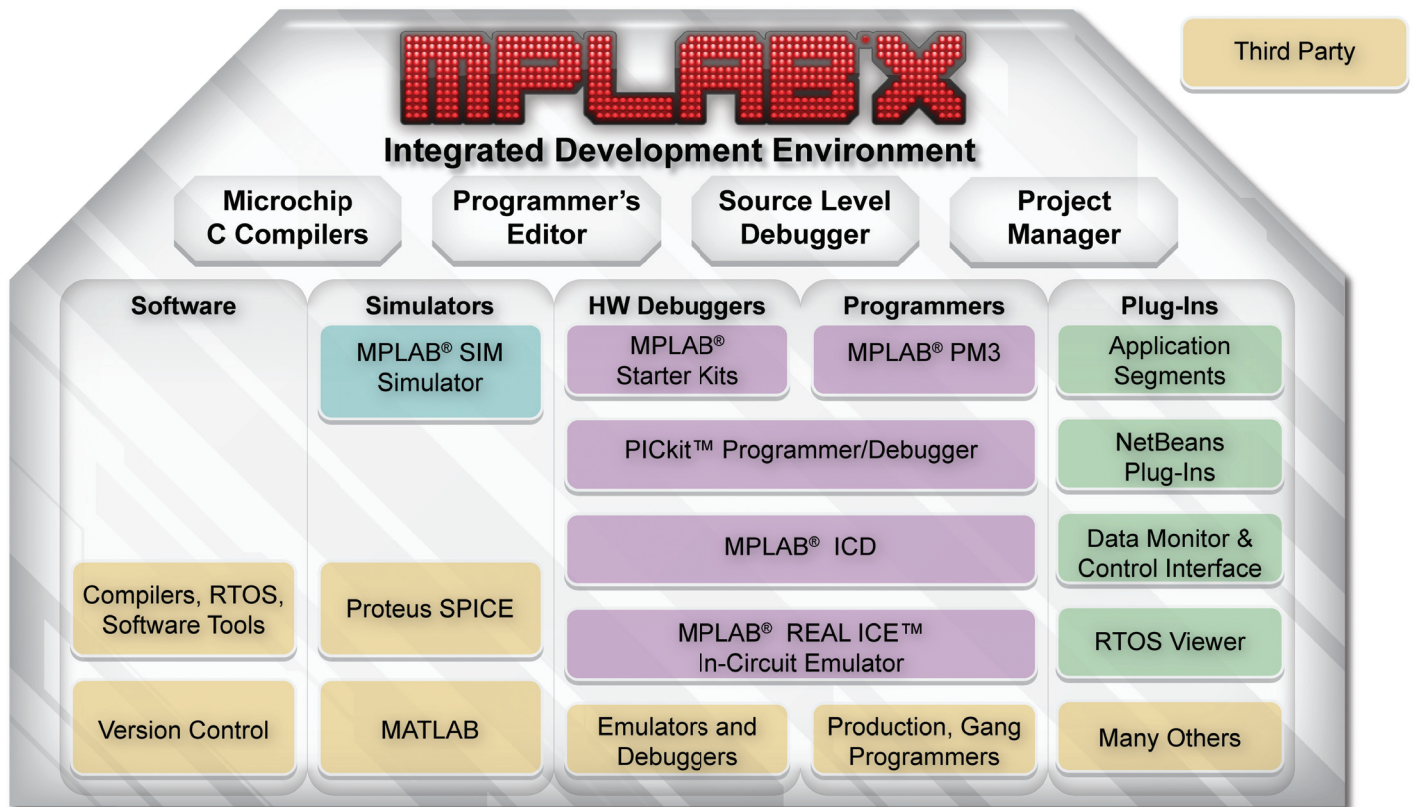 MPLAB X
Third Party
Integrated Development Environment
Microchip
C Compilers
Programmer’s
Editor
Source Level
Debugger
Project
Manager
Software
Compilers, RTOS,
Software Tools
Version Control
Simulators
MPLAB® SIM
Simulator
Proteus SPICE
MATLAB
HW Debuggers
Programmers
MPLAB®
Starter Kits
MPLAB® PM3
PICkit™ Programmer/Debugger
MPLAB® ICD
MPLAB® REAL ICE™
In-Circuit Emulator
Emulators and
Debuggers
Production, Gang
Programmers
Plug-Ins
Application
Segments
NetBeans
Plug-Ins
Data Monitor &
Control Interface
RTOS Viewer
Many Others